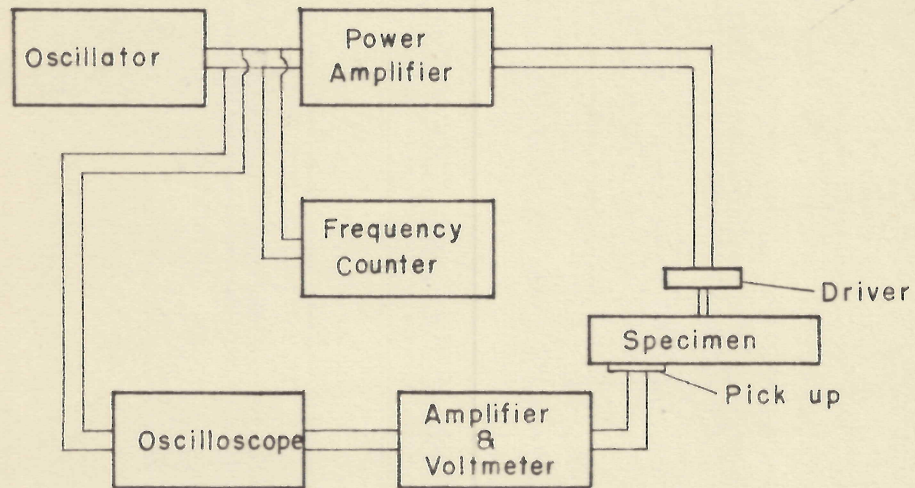 Oscillator
Power
Amplifier
Frequency
Counter
Driver
Specimen
Pick up
Oscilloscope
Amplifier
&
Voltmeter